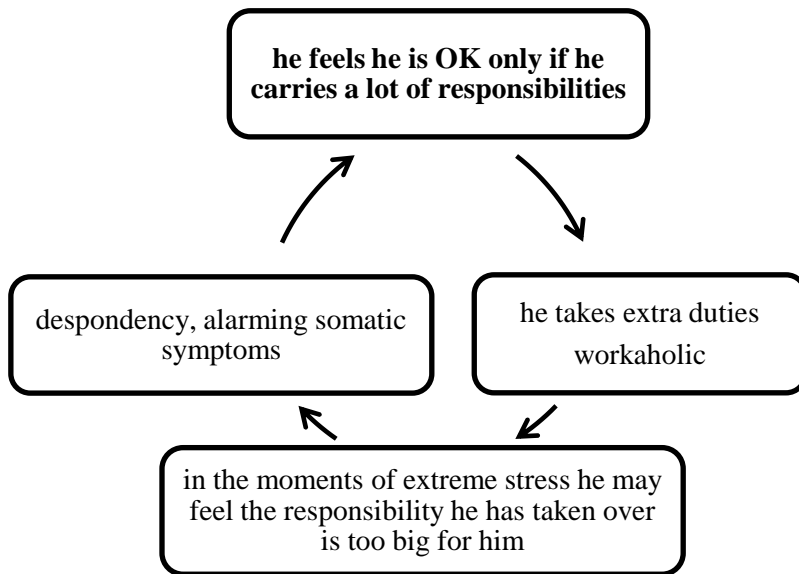 he feels he is OK only if he
carries a lot of responsibilities
he takes extra duties
workaholic
in the moments of extreme stress he may
feel the responsibility he has taken over
is too big for him
despondency, alarming somatic
symptoms